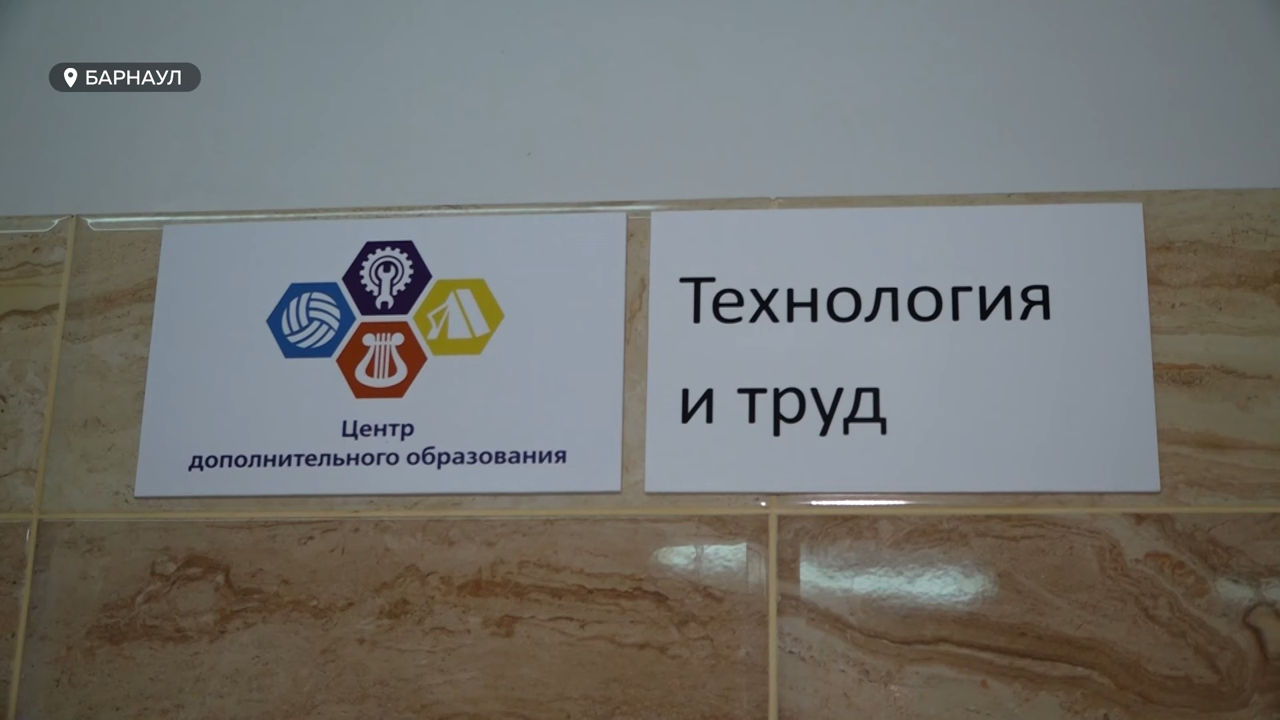 БАРНАУЛ
Центр
дополнительного образования
Технология
и труд